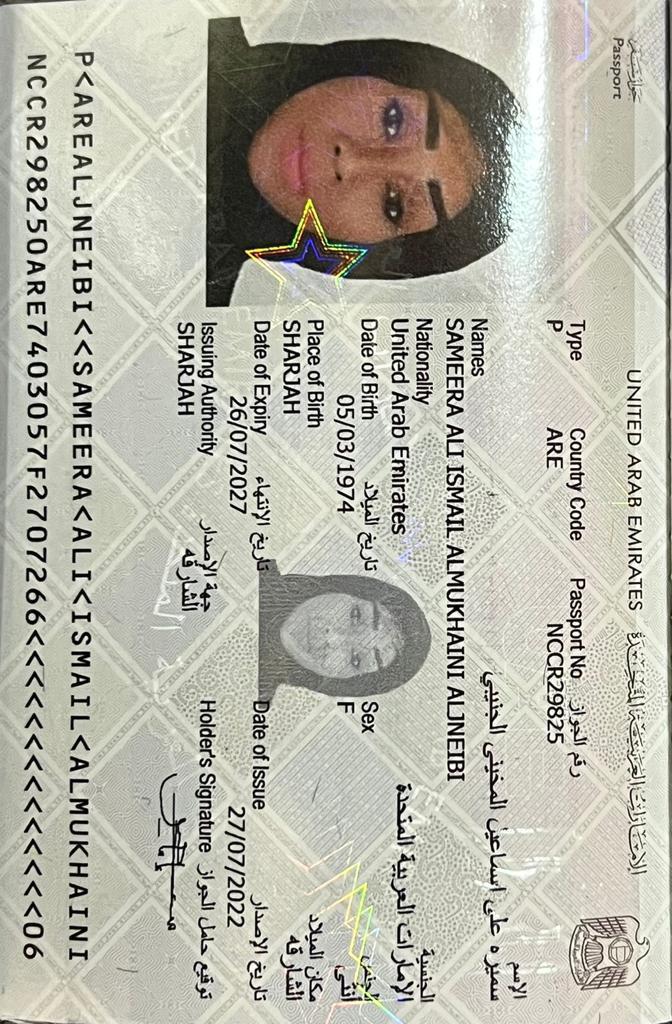 UNITED ARAB EMIRATES الإمارات العربية المتحدة
جواز سفر
Passport
Type Country Code Passport No رقم الجواز
P ARE NCCR29825
Names الإسم
سميره علي اسماعيل المخيني الجنيبي
SAMEERA ALI ISMAIL ALMUKHAINI ALJNEIBI
Nationality الجنسية
United Arab Emirates الإمارات العربية المتحدة
Date of Birth تاريخ الميلاد Sex الجنس
05/03/1974 F أنثى
Place of Birth مكان الميلاد
SHARJAH الشارقه
Date of Expiry تاريخ الإنتهاء Date of Issue تاريخ الإصدار
26/07/2027 27/07/2022
Issuing Authority جهة الإصدار Holder's Signature توقيع حامل الجواز
SHARJAH الشارقه
P<AREALJNEIBI<<SAMEERA<ALI<ISMAIL<ALMUKHAINI
NCCR298250ARE7403057F2707266<<<<<<<<<<<<<<06